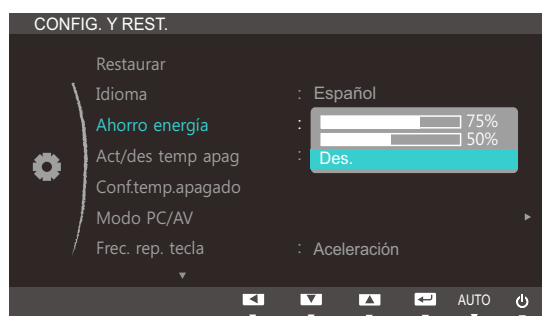 CONFIG. Y REST.
Restaurar
Idioma : Español
Ahorro energía : 75%
50%
Act/des temp apag : Des.
Conf.temp.apagado
Modo PC/AV
Frec. rep. tecla : Aceleración
AUTO